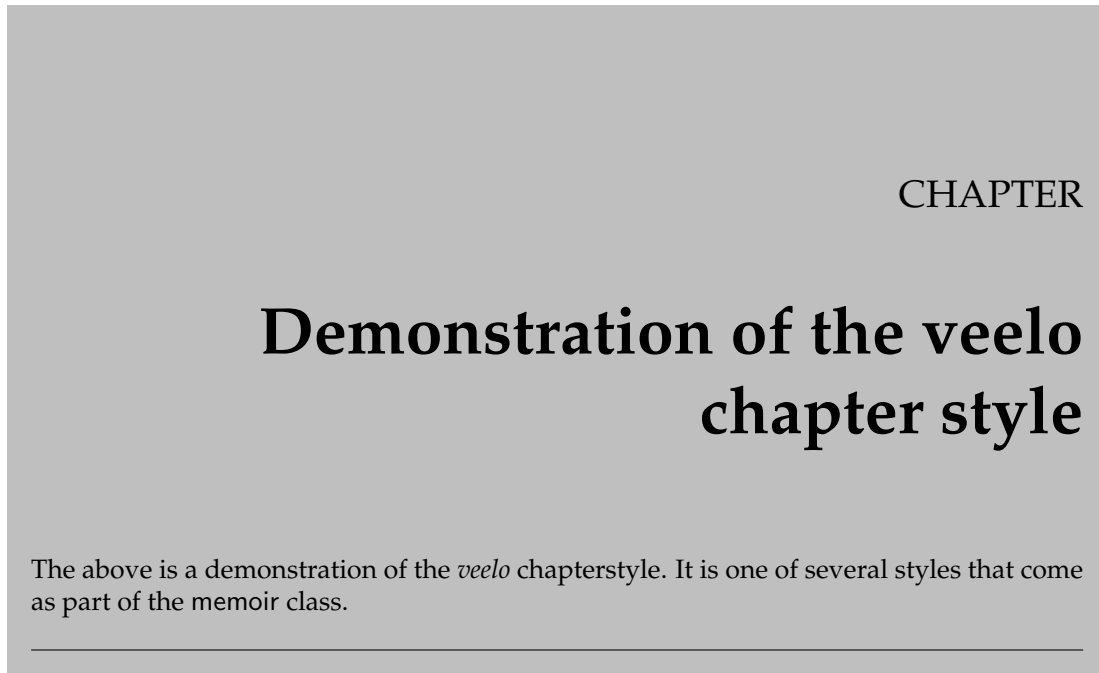 CHAPTER
Demonstration of the veelo
chapter style
The above is a demonstration of the veelo chapterstyle. It is one of several styles that come
as part of the memoir class.